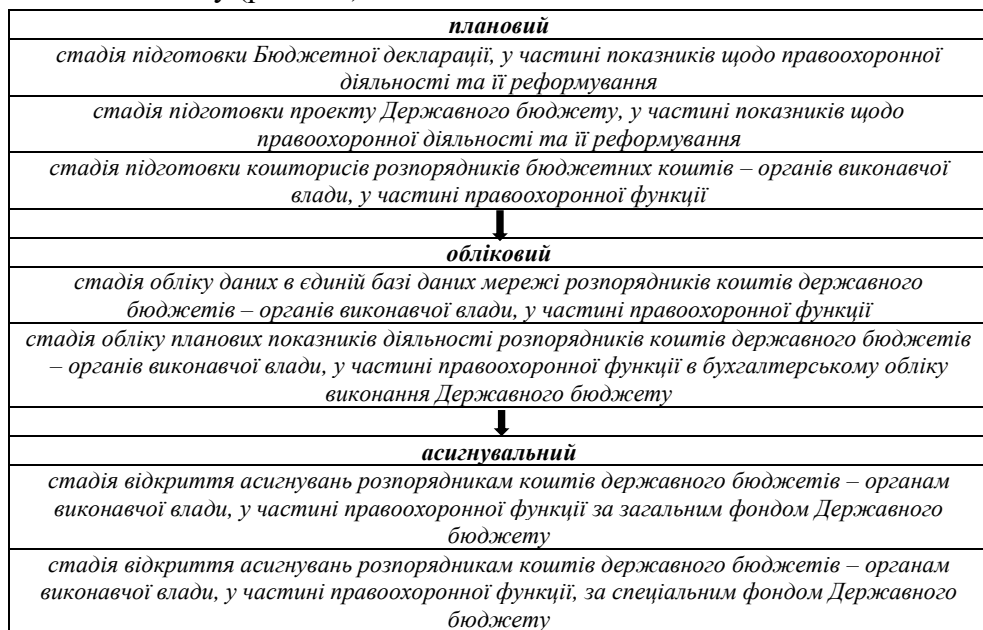 плановий
стадія підготовки Бюджетної декларації, у частині показників щодо правоохоронної
діяльності та її реформування
стадія підготовки проекту Державного бюджету, у частині показників щодо
правоохоронної діяльності та її реформування
стадія підготовки кошторисів розпорядників бюджетних коштів – органів виконавчої
влади, у частині правоохоронної функції
обліковий
стадія обліку даних в єдиній базі даних мережі розпорядників коштів державного
бюджетів – органів виконавчої влади, у частині правоохоронної функції
стадія обліку планових показників діяльності розпорядників коштів державного бюджетів
– органів виконавчої влади, у частині правоохоронної функції в бухгалтерському обліку
виконання Державного бюджету
асигнувальний
стадія відкриття асигнувань розпорядникам коштів державного бюджетів – органам
виконавчої влади, у частині правоохоронної функції за загальним фондом Державного
бюджету
стадія відкриття асигнувань розпорядникам коштів державного бюджетів – органам
виконавчої влади, у частині правоохоронної функції, за спеціальним фондом Державного
бюджету